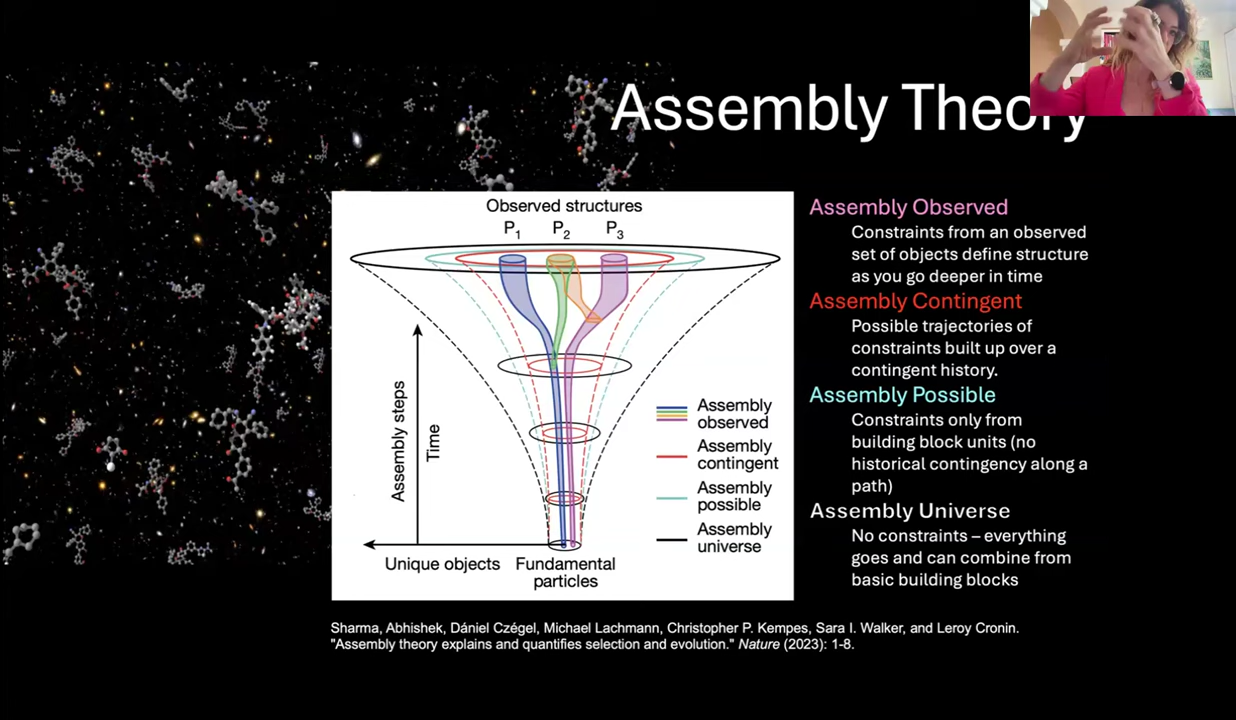 Assembly Theory
Observed structures
P1 P2 P3
Assembly steps
Time
Unique objects
Fundamental
particles
Assembly
observed
Assembly
contingent
Assembly
possible
Assembly
universe
Assembly Observed
Constraints from an observed
set of objects define structure
as you go deeper in time
Assembly Contingent
Possible trajectories of
constraints built up over a
contingent history.
Assembly Possible
Constraints only from
building block units (no
historical contingency along a
path)
Assembly Universe
No constraints – everything
goes and can combine from
basic building blocks
Sharma, Abhishek, Dániel Czégel, Michael Lachmann, Christopher P. Kempes, Sara I. Walker, and Leroy Cronin.
"Assembly theory explains and quantifies selection and evolution." Nature (2023): 1-8.